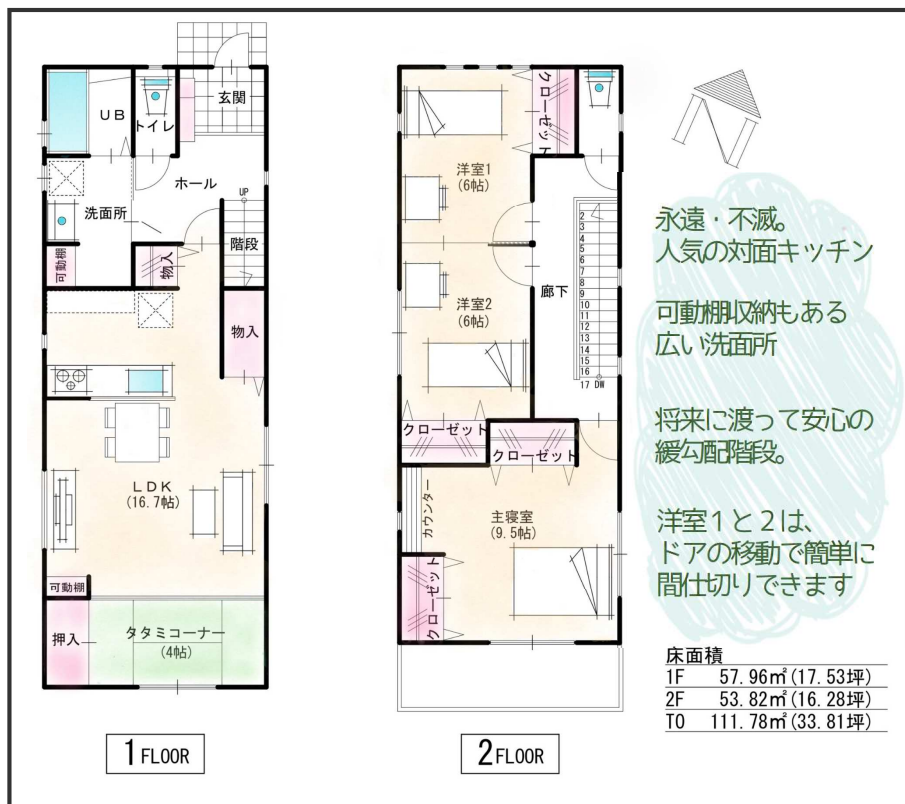 UB
トイレ
玄関
ホール
洗面所
UP
階段
可動棚
物入
物入
LDK
(16.7帖)
可動棚
押入
タタミコーナー
(4帖)
1 FLOOR
クローゼット
洋室1
(6帖)
洋室2
(6帖)
廊下
2
3
4
5
6
7
8
9
10
11
12
13
14
15
16
17 DW
クローゼット
クローゼット
カウンター
主寝室
(9.5帖)
クローゼット
2 FLOOR
永遠・不滅。
人気の対面キッチン
可動棚収納もある
広い洗面所
将来に渡って安心の
緩勾配階段。
洋室1と2は、
ドアの移動で簡単に
間仕切りできます
床面積
1F 57.96㎡(17.53坪)
2F 53.82㎡(16.28坪)
TO 111.78㎡(33.81坪)